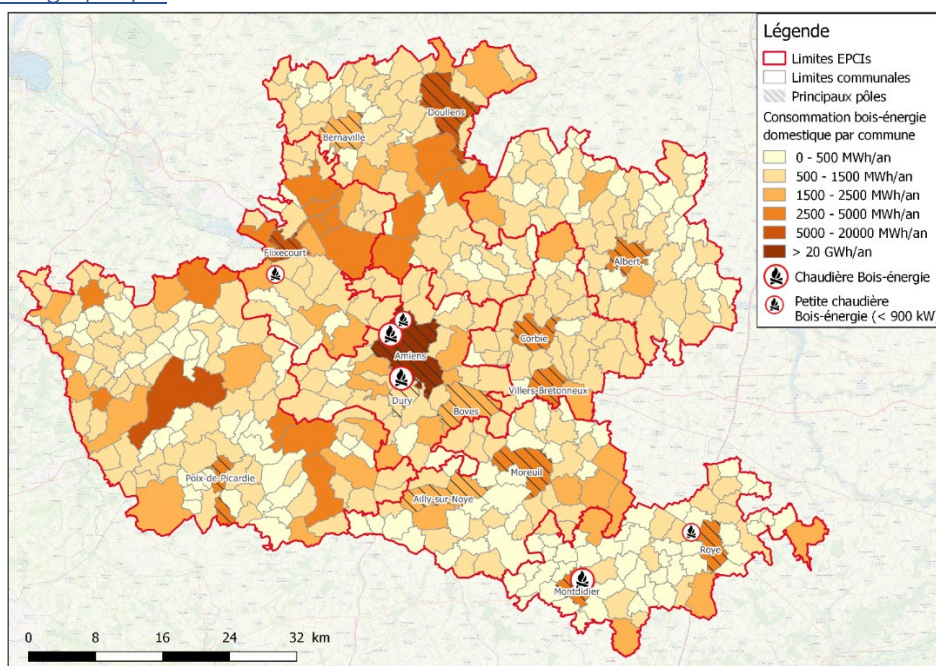 Légende
Limites EPCIs
Limites communales
Principaux pôles
Consommation bois-énergie
domestique par commune
0 - 500 MWh/an
500 - 1500 MWh/an
1500 - 2500 MWh/an
2500 - 5000 MWh/an
5000 - 20000 MWh/an
> 20 GWh/an
Chaudière Bois-énergie
Petite chaudière
Bois-énergie (< 900 kW)
Doullens
Bernaville
Flixecourt
Albert
Amiens
Corbie
Dury
Boves
Villers-Bretonneux
Poix-de-Picardie
Moreuil
Ailly-sur-Noye
Roye
Montdidier
0 8 16 24 32 km